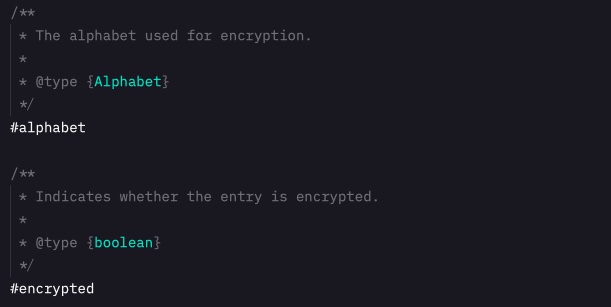 /**
* The alphabet used for encryption.
*
* @type {Alphabet}
*/
#alphabet
/**
* Indicates whether the entry is encrypted.
*
* @type {boolean}
*/
#encrypted